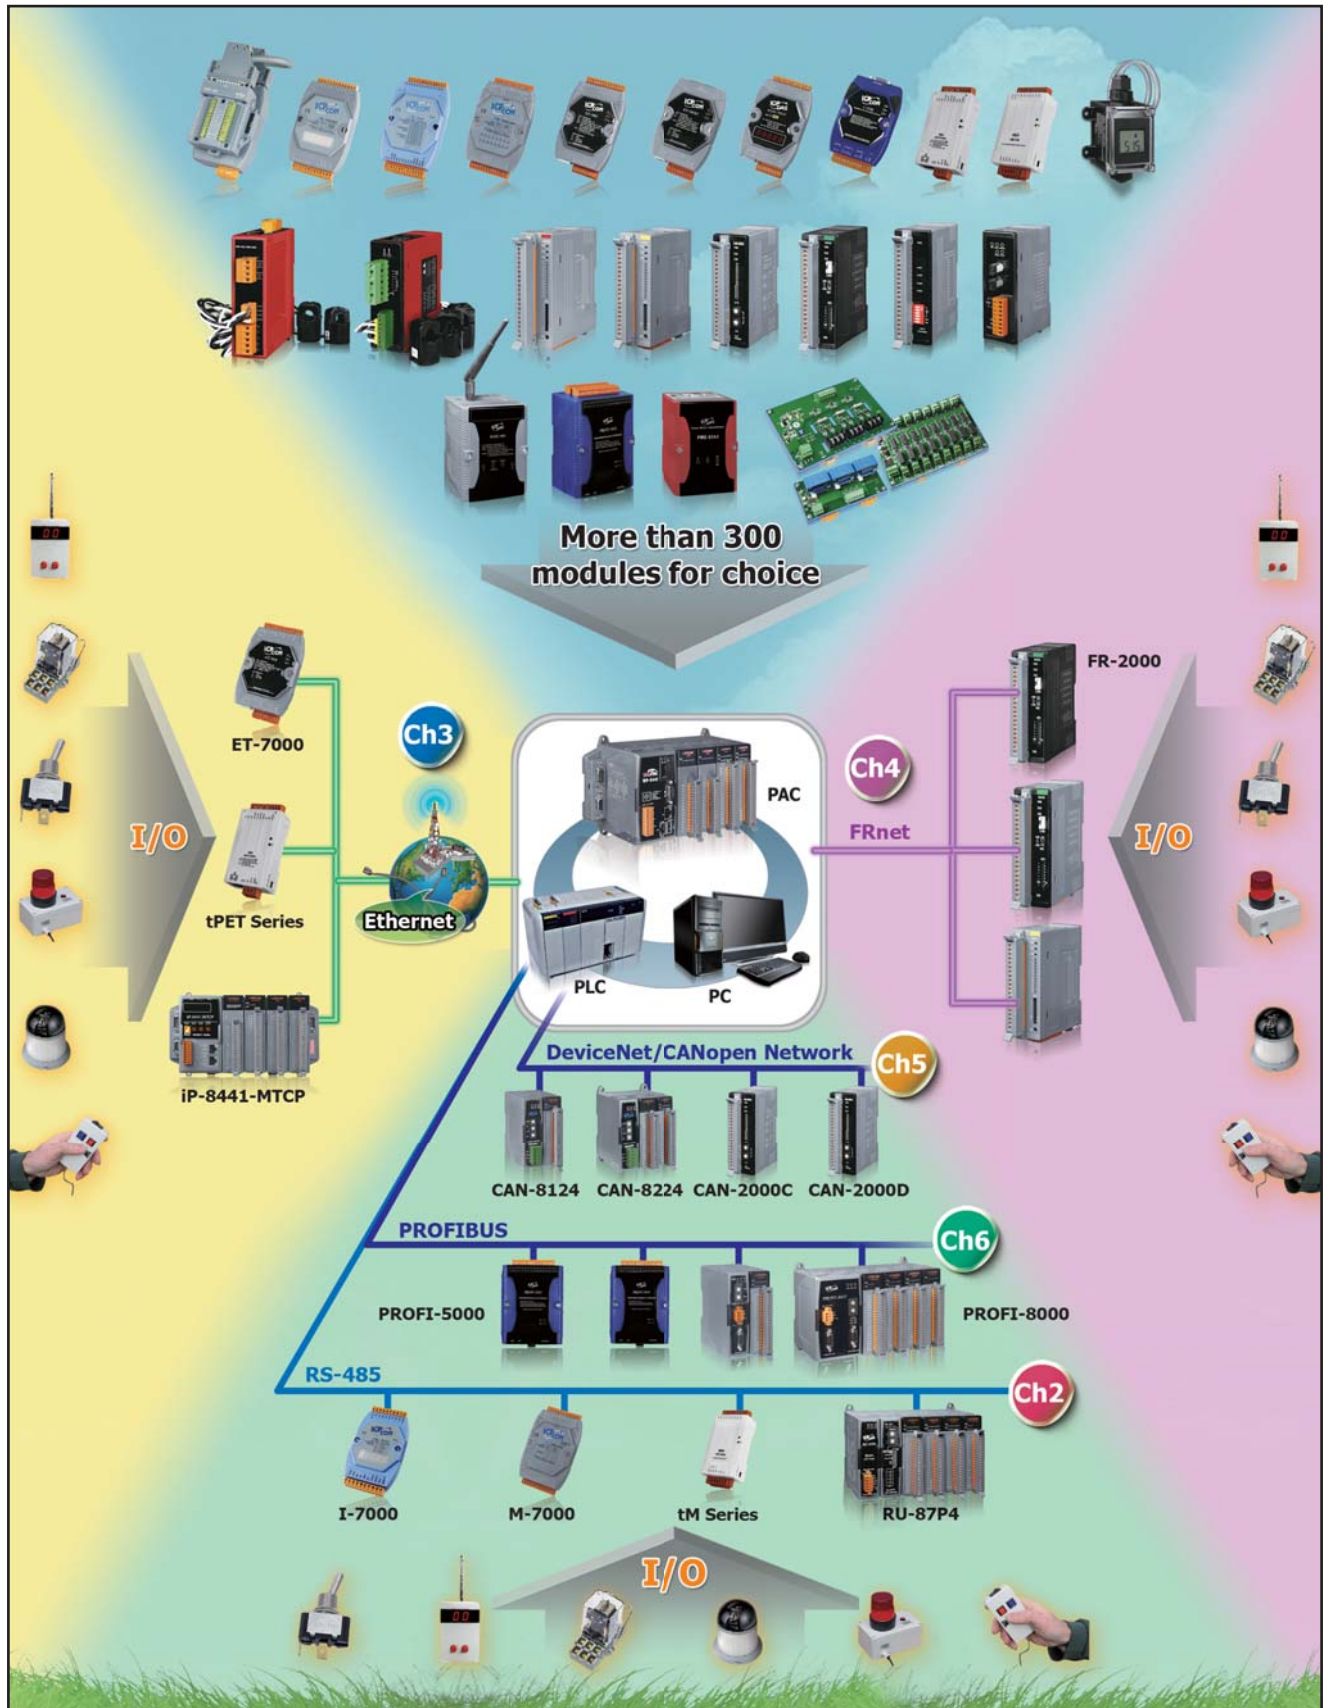 More than 300
modules for choice
ET-7000
Ch3
tPET Series
I/O
Ethernet
iP-8441-MTCP
PAC
PLC
PC
Ch4
FRnet
FR-2000
I/O
DeviceNet/CANopen Network
Ch5
CAN-8124
CAN-8224
CAN-2000C
CAN-2000D
PROFIBUS
Ch6
PROFI-5000
PROFI-8000
RS-485
Ch2
I-7000
M-7000
tM Series
RU-87P4
I/O